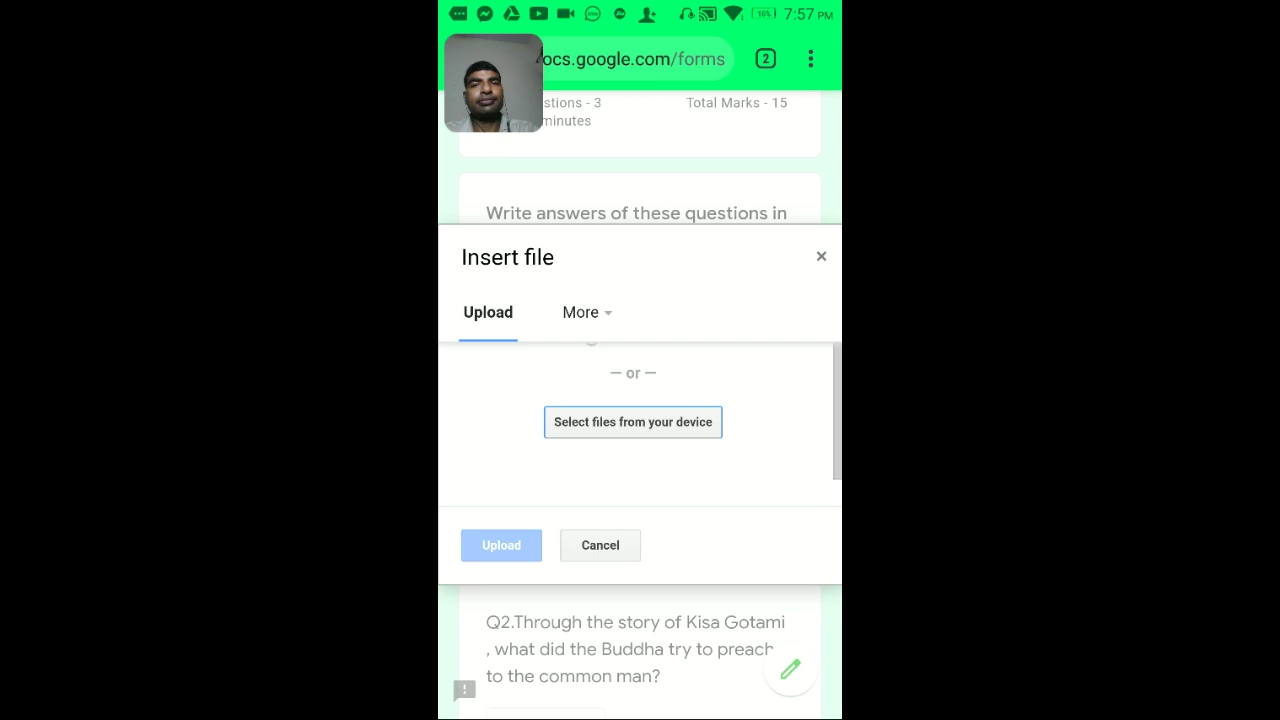 16%
7:57 PM
ocs.google.com/forms
2
stions - 3
Total Marks - 15
minutes
Write answers of these questions in
Insert file
×
Upload
More
— or —
Select files from your device
Upload
Cancel
Q2.Through the story of Kisa Gotami
, what did the Buddha try to preach
to the common man?